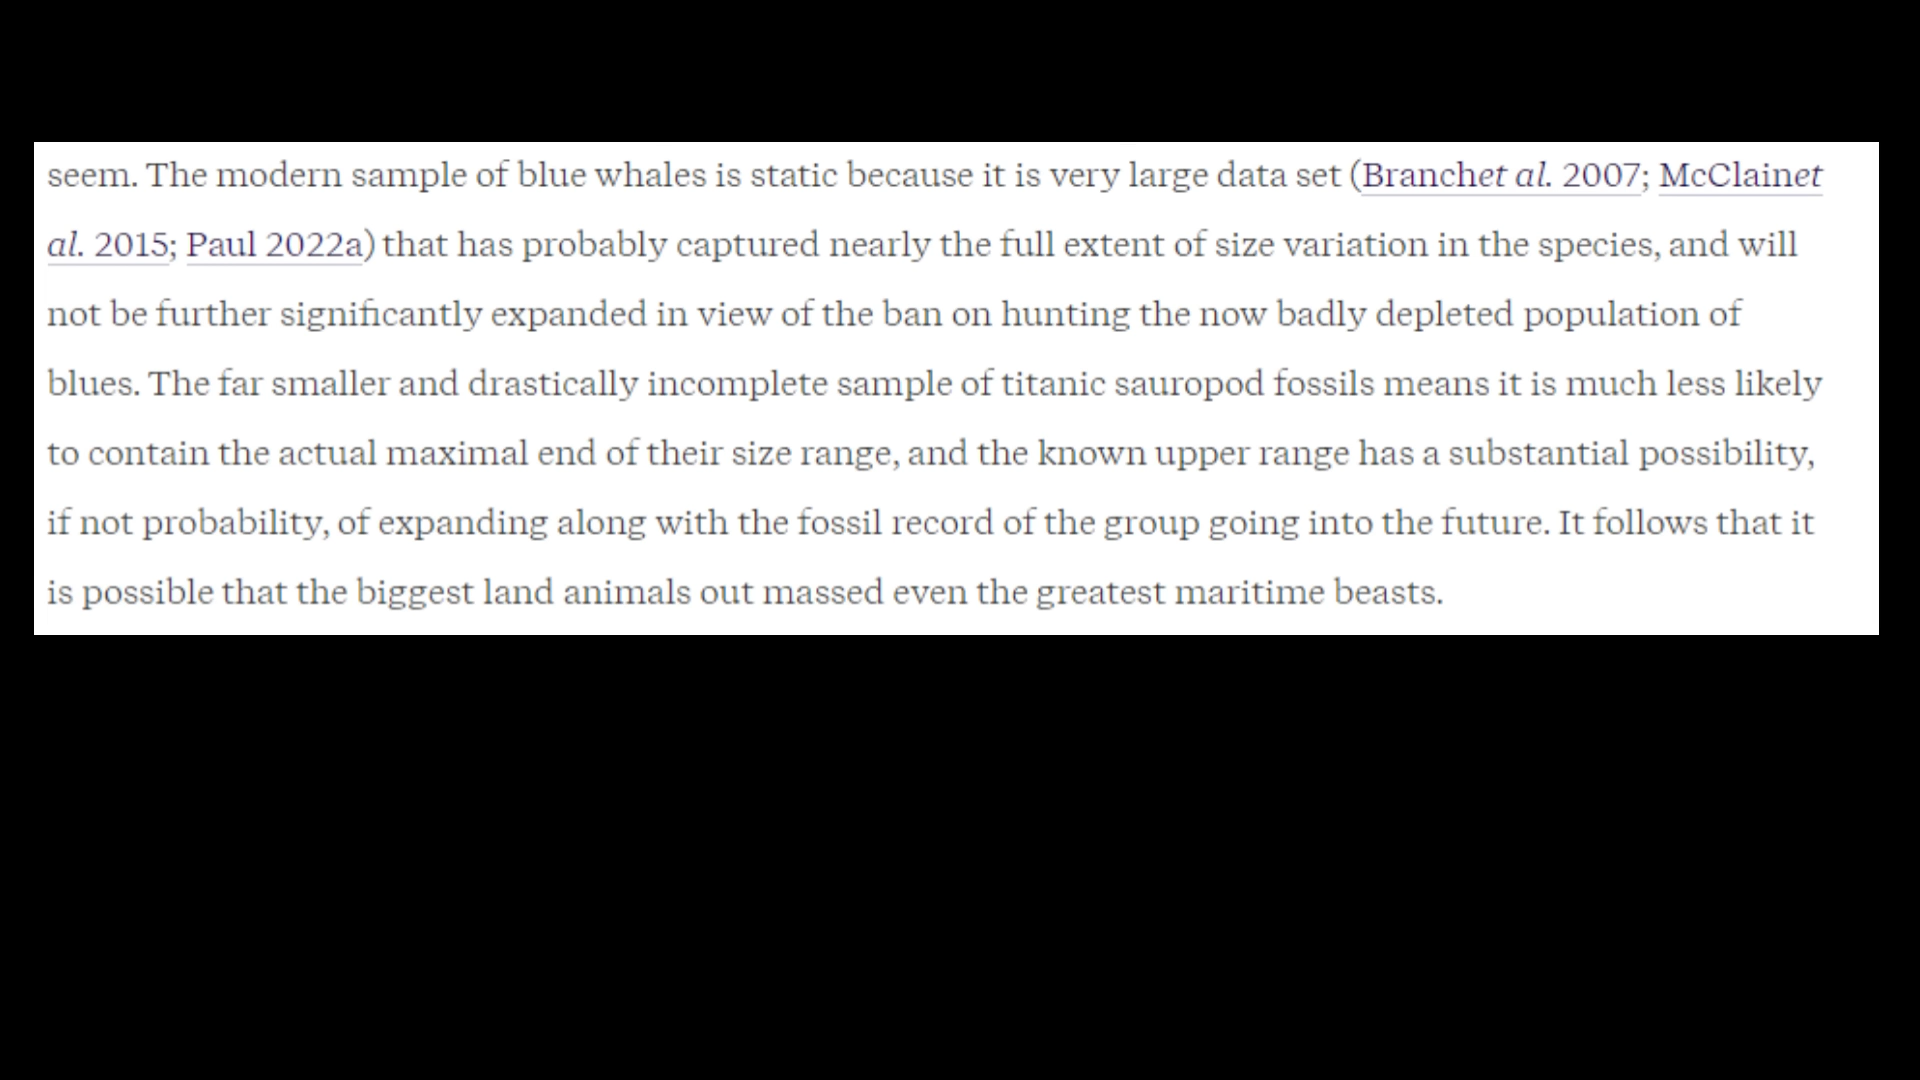 seem. The modern sample of blue whales is static because it is very large data set (Branchet al. 2007; McClainet
al. 2015; Paul 2022a) that has probably captured nearly the full extent of size variation in the species, and will
not be further significantly expanded in view of the ban on hunting the now badly depleted population of
blues. The far smaller and drastically incomplete sample of titanic sauropod fossils means it is much less likely
to contain the actual maximal end of their size range, and the known upper range has a substantial possibility,
if not probability, of expanding along with the fossil record of the group going into the future. It follows that it
is possible that the biggest land animals out massed even the greatest maritime beasts.